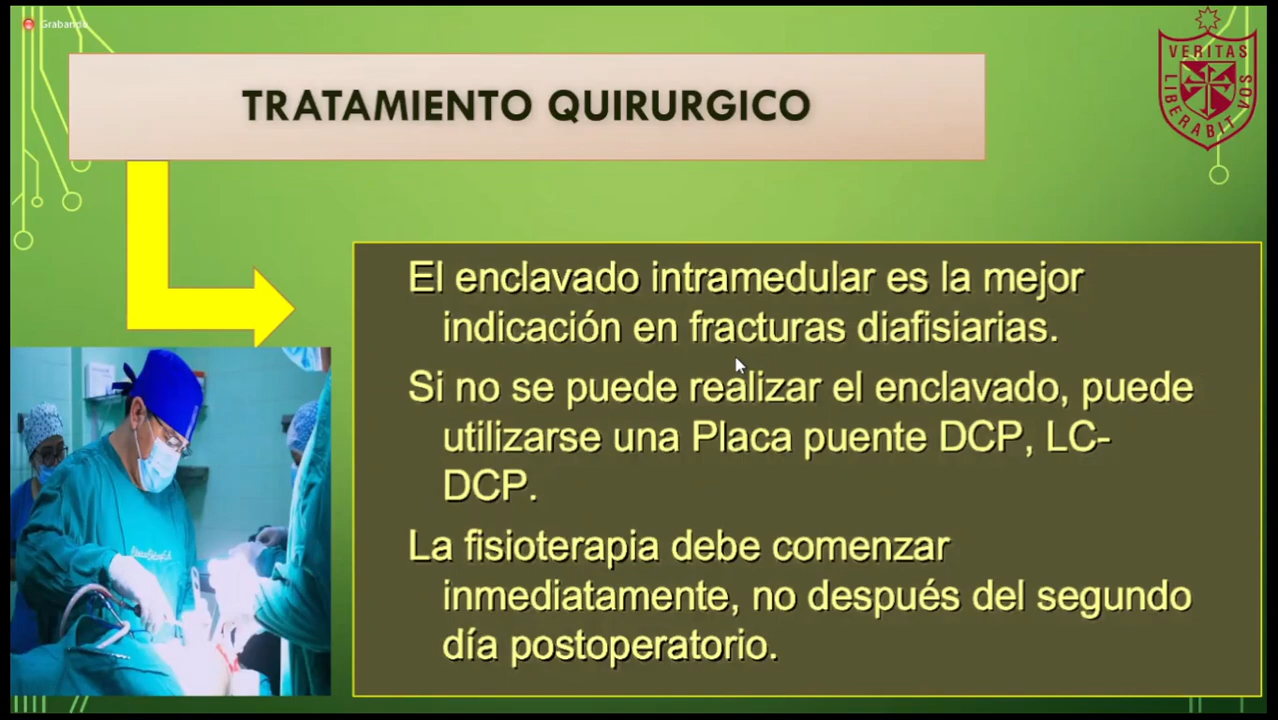 Grabando
VERITAS
LIBERABIT VOS
TRATAMIENTO QUIRURGICO
El enclavado intramedular es la mejor
indicación en fracturas diafisiarias.
Si no se puede realizar el enclavado, puede
utilizarse una Placa puente DCP, LC-
DCP.
La fisioterapia debe comenzar
inmediatamente, no después del segundo
día postoperatorio.